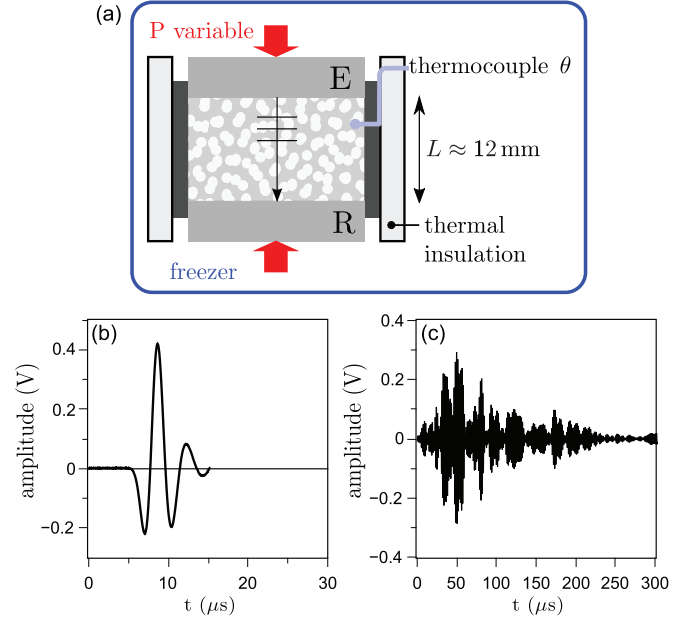 (a)
P variable
E
thermocouple θ
L ≈ 12 mm
R
thermal
insulation
freezer
(b)
0.4
0.2
0
−0.2
amplitude (V)
0
10
20
30
t (μs)
(c)
0.4
0.2
0
−0.2
−0.4
amplitude (V)
0
50
100
150
200
250
300
t (μs)